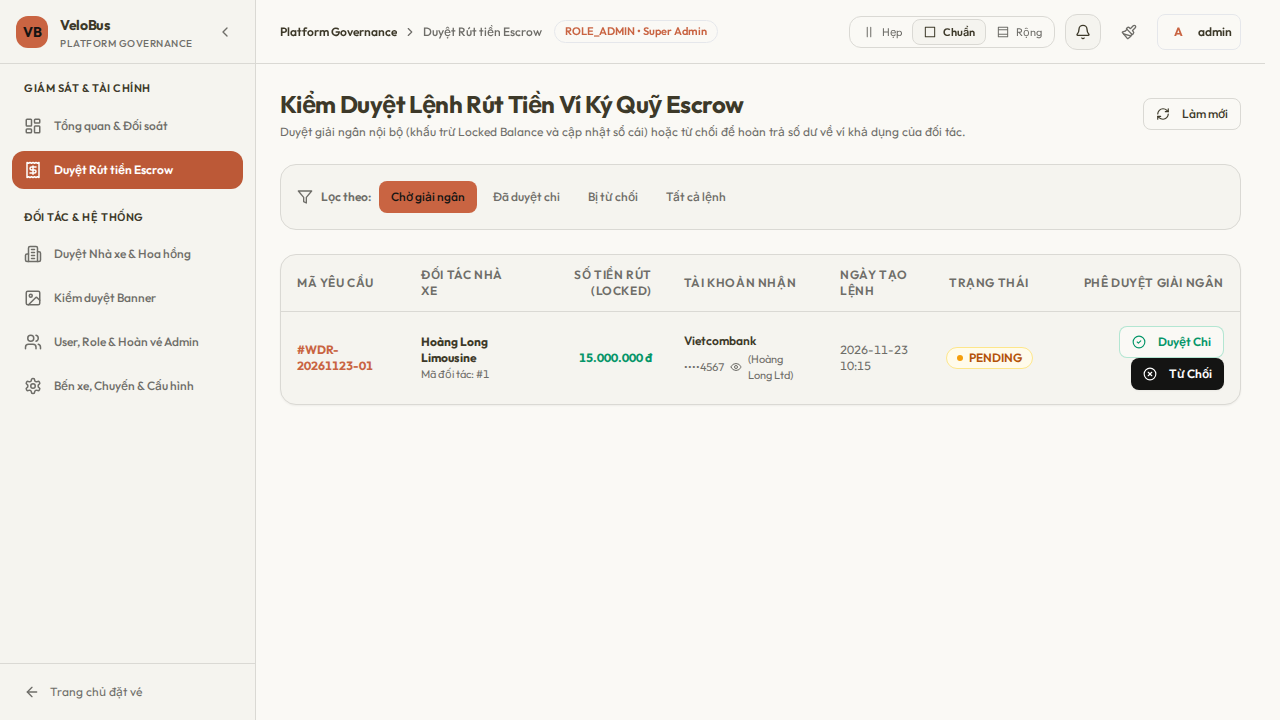 VB
VeloBus
PLATFORM GOVERNANCE
Platform Governance
Duyệt Rút tiền Escrow
ROLE_ADMIN • Super Admin
Hẹp
Chuẩn
Rộng
A
admin
GIÁM SÁT & TÀI CHÍNH
Tổng quan & Đối soát
Duyệt Rút tiền Escrow
ĐỐI TÁC & HỆ THỐNG
Duyệt Nhà xe & Hoa hồng
Kiểm duyệt Banner
User, Role & Hoàn vé Admin
Bến xe, Chuyến & Cấu hình
Trang chủ đặt vé
Kiểm Duyệt Lệnh Rút Tiền Ví Ký Quỹ Escrow
Duyệt giải ngân nội bộ (khấu trừ Locked Balance và cập nhật sổ cái) hoặc từ chối để hoàn trả số dư về ví khả dụng của đối tác.
Làm mới
Lọc theo:
Chờ giải ngân
Đã duyệt chi
Bị từ chối
Tất cả lệnh
MÃ YÊU CẦU
ĐỐI TÁC NHÀ
XE
SỐ TIỀN RÚT
(LOCKED)
TÀI KHOẢN NHẬN
NGÀY TẠO
LỆNH
TRẠNG THÁI
PHÊ DUYỆT GIẢI NGÂN
#WDR-
20261123-01
Hoàng Long
Limousine
Mã đối tác: #1
15.000.000 đ
Vietcombank
····4567
(Hoàng
Long Ltd)
2026-11-23
10:15
PENDING
Duyệt Chi
Từ Chối